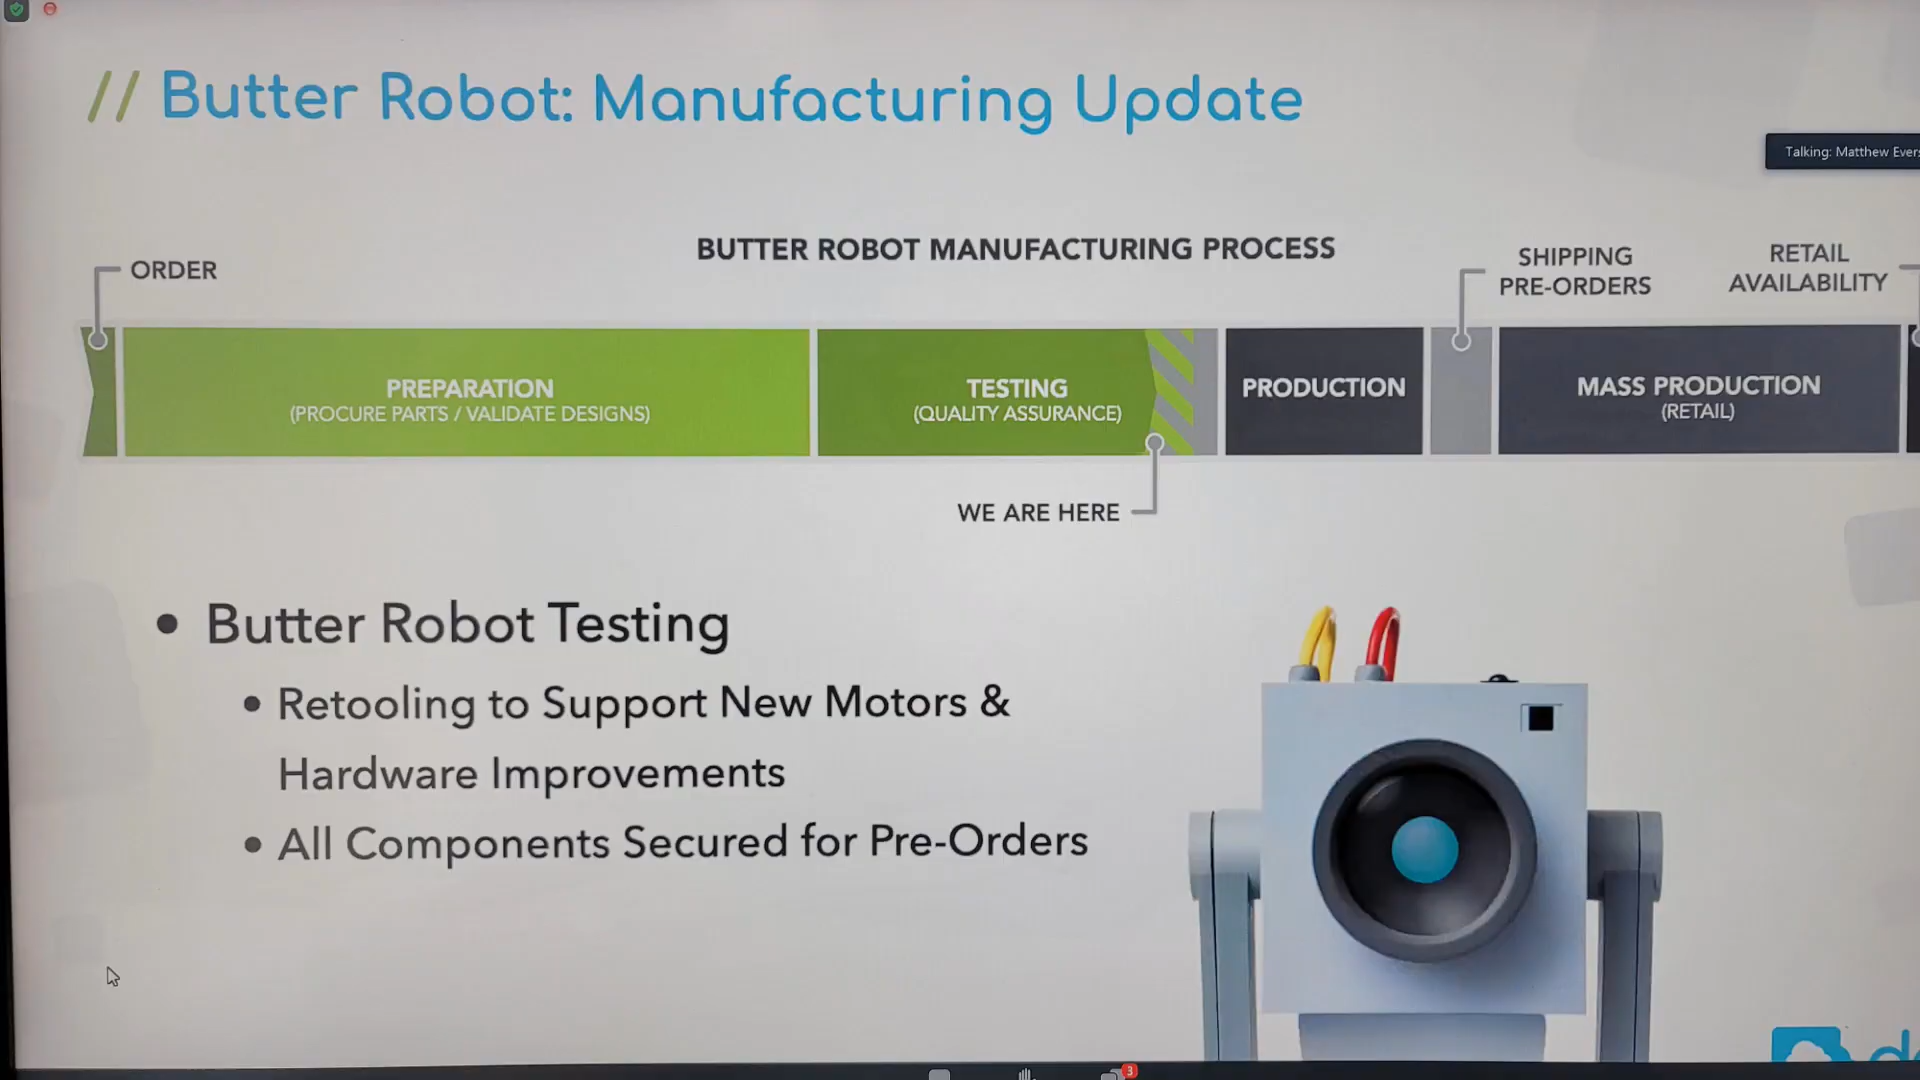 // Butter Robot: Manufacturing Update
Talking: Matthew Evers
BUTTER ROBOT MANUFACTURING PROCESS
ORDER
SHIPPING
PRE-ORDERS
RETAIL
AVAILABILITY
PREPARATION
(PROCURE PARTS / VALIDATE DESIGNS)
TESTING
(QUALITY ASSURANCE)
PRODUCTION
MASS PRODUCTION
(RETAIL)
WE ARE HERE
• Butter Robot Testing
• Retooling to Support New Motors &
Hardware Improvements
• All Components Secured for Pre-Orders
3